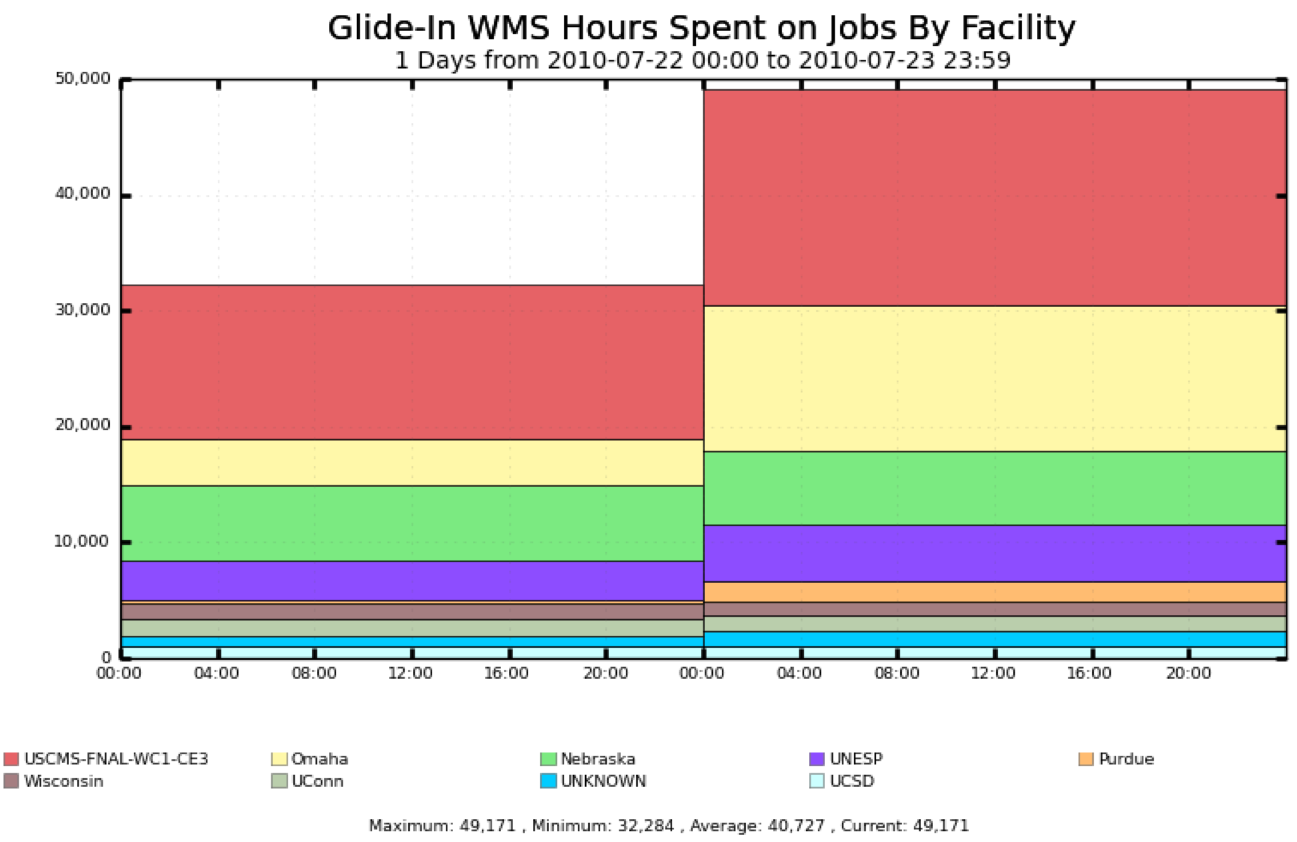 Glide-In WMS Hours Spent on Jobs By Facility
1 Days from 2010-07-22 00:00 to 2010-07-23 23:59
50,000
40,000
30,000
20,000
10,000
0
00:00 04:00 08:00 12:00 16:00 20:00 00:00 04:00 08:00 12:00 16:00 20:00
USCMS-FNAL-WC1-CE3 Omaha Nebraska UNESP Purdue
Wisconsin UConn UNKNOWN UCSD
Maximum: 49,171 , Minimum: 32,284 , Average: 40,727 , Current: 49,171